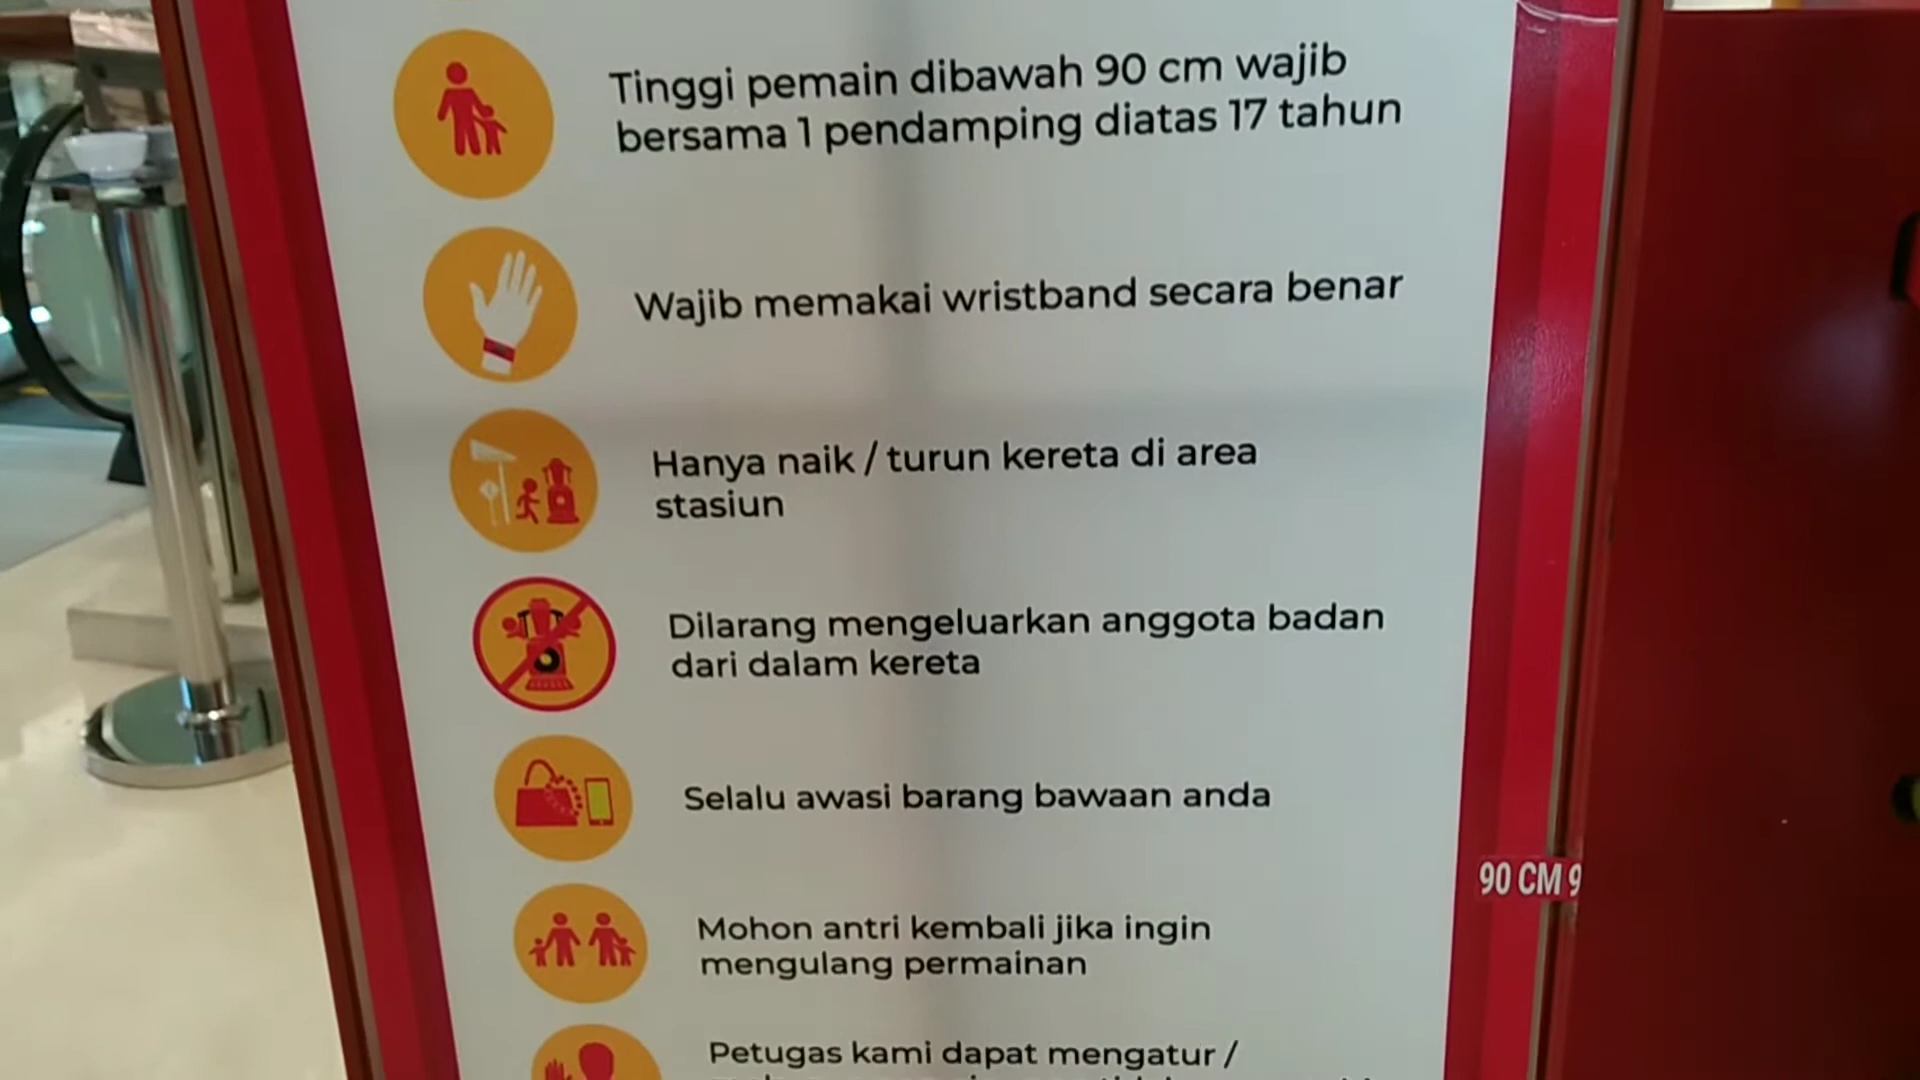 Tinggi pemain dibawah 90 cm wajib
bersama 1 pendamping diatas 17 tahun
Wajib memakai wristband secara benar
Hanya naik / turun kereta di area
stasiun
Dilarang mengeluarkan anggota badan
dari dalam kereta
Selalu awasi barang bawaan anda
90 CM 9
Mohon antri kembali jika ingin
mengulang permainan
Petugas kami dapat mengatur /